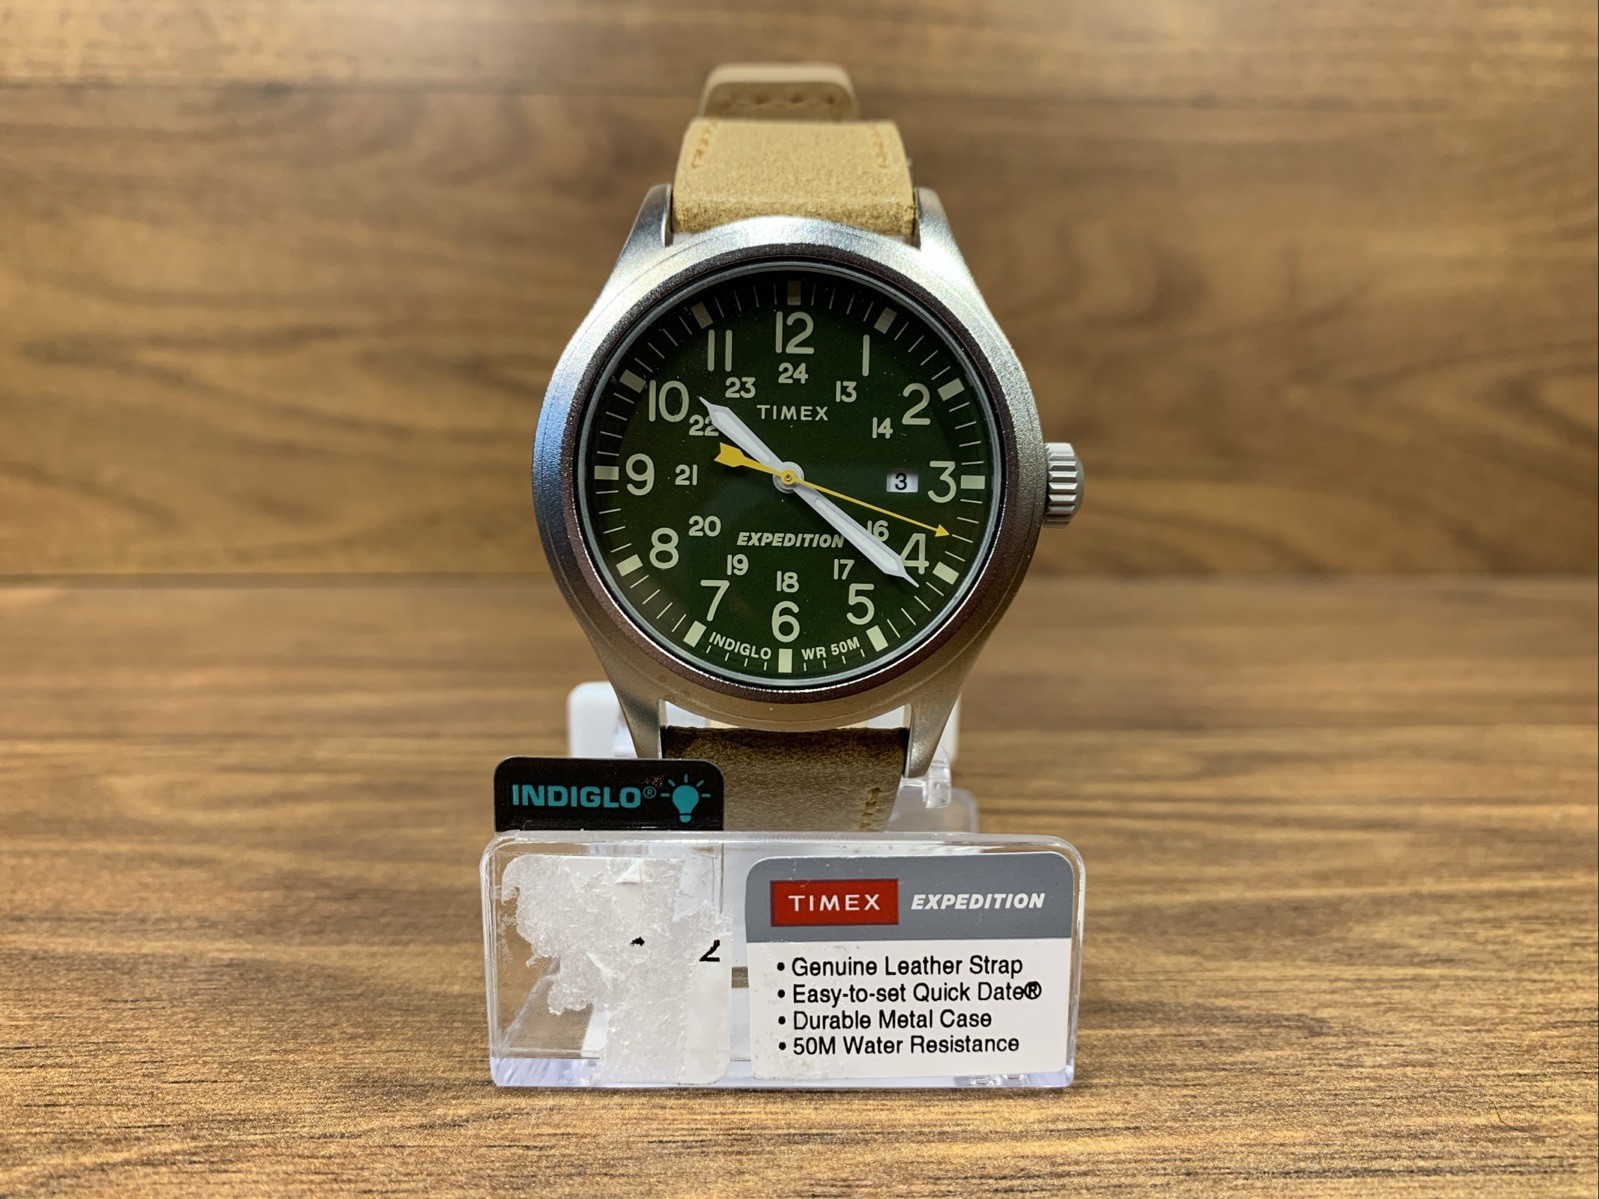 12
11 1
24
23 13
10 TIMEX 2
22 14
9 21 3 3
20 EXPEDITION 16
8 4
19 17
18
7 5
6
INDIGLO WR 50M
INDIGLO®
TIMEX EXPEDITION
• Genuine Leather Strap
• Easy-to-set Quick Date®
• Durable Metal Case
• 50M Water Resistance